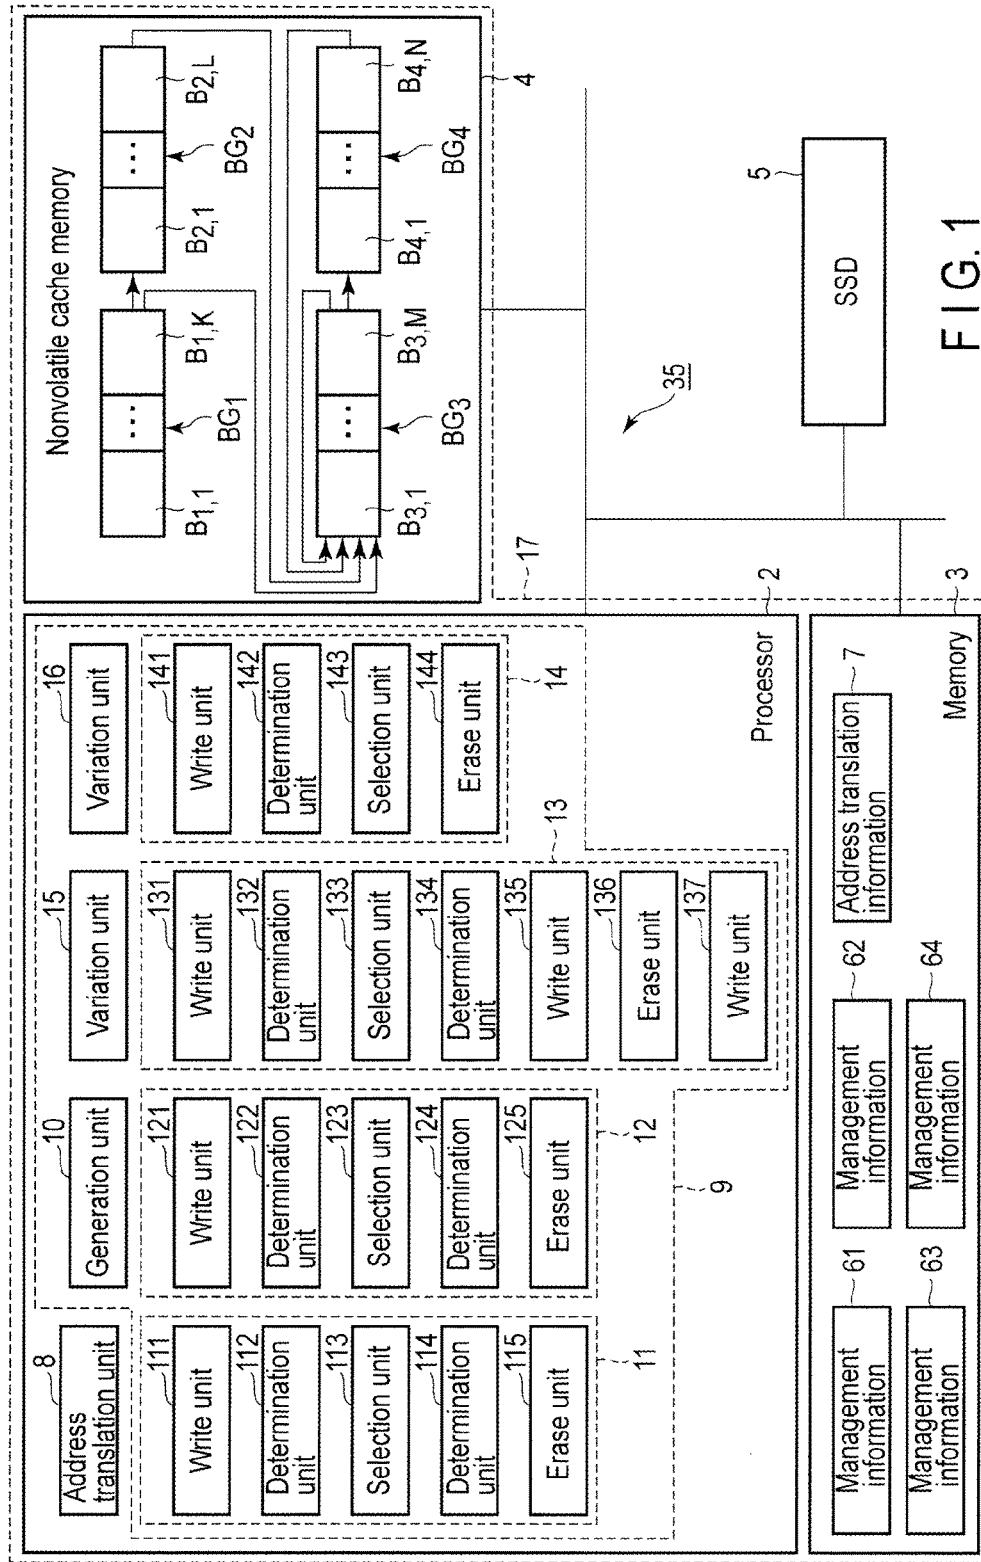 8
Address
translation unit
10
Generation unit
15
Variation unit
16
Variation unit
111
Write unit
112
Determination
unit
113
Selection unit
114
Determination
unit
115
Erase unit
11
121
Write unit
122
Determination
unit
123
Selection unit
124
Determination
unit
125
Erase unit
12
131
Write unit
132
Determination
unit
133
Selection unit
134
Determination
unit
135
Write unit
136
Erase unit
137
Write unit
13
141
Write unit
142
Determination
unit
143
Selection unit
144
Erase unit
14
9
Processor
2
17
Nonvolatile cache memory
B1,1
B1,K
BG1
B2,1
B2,L
BG2
B3,1
B3,M
BG3
B4,1
B4,N
BG4
4
61
Management
information
62
Management
information
7
Address translation
information
63
Management
information
64
Management
information
Memory
3
35
5
SSD
FIG. 1